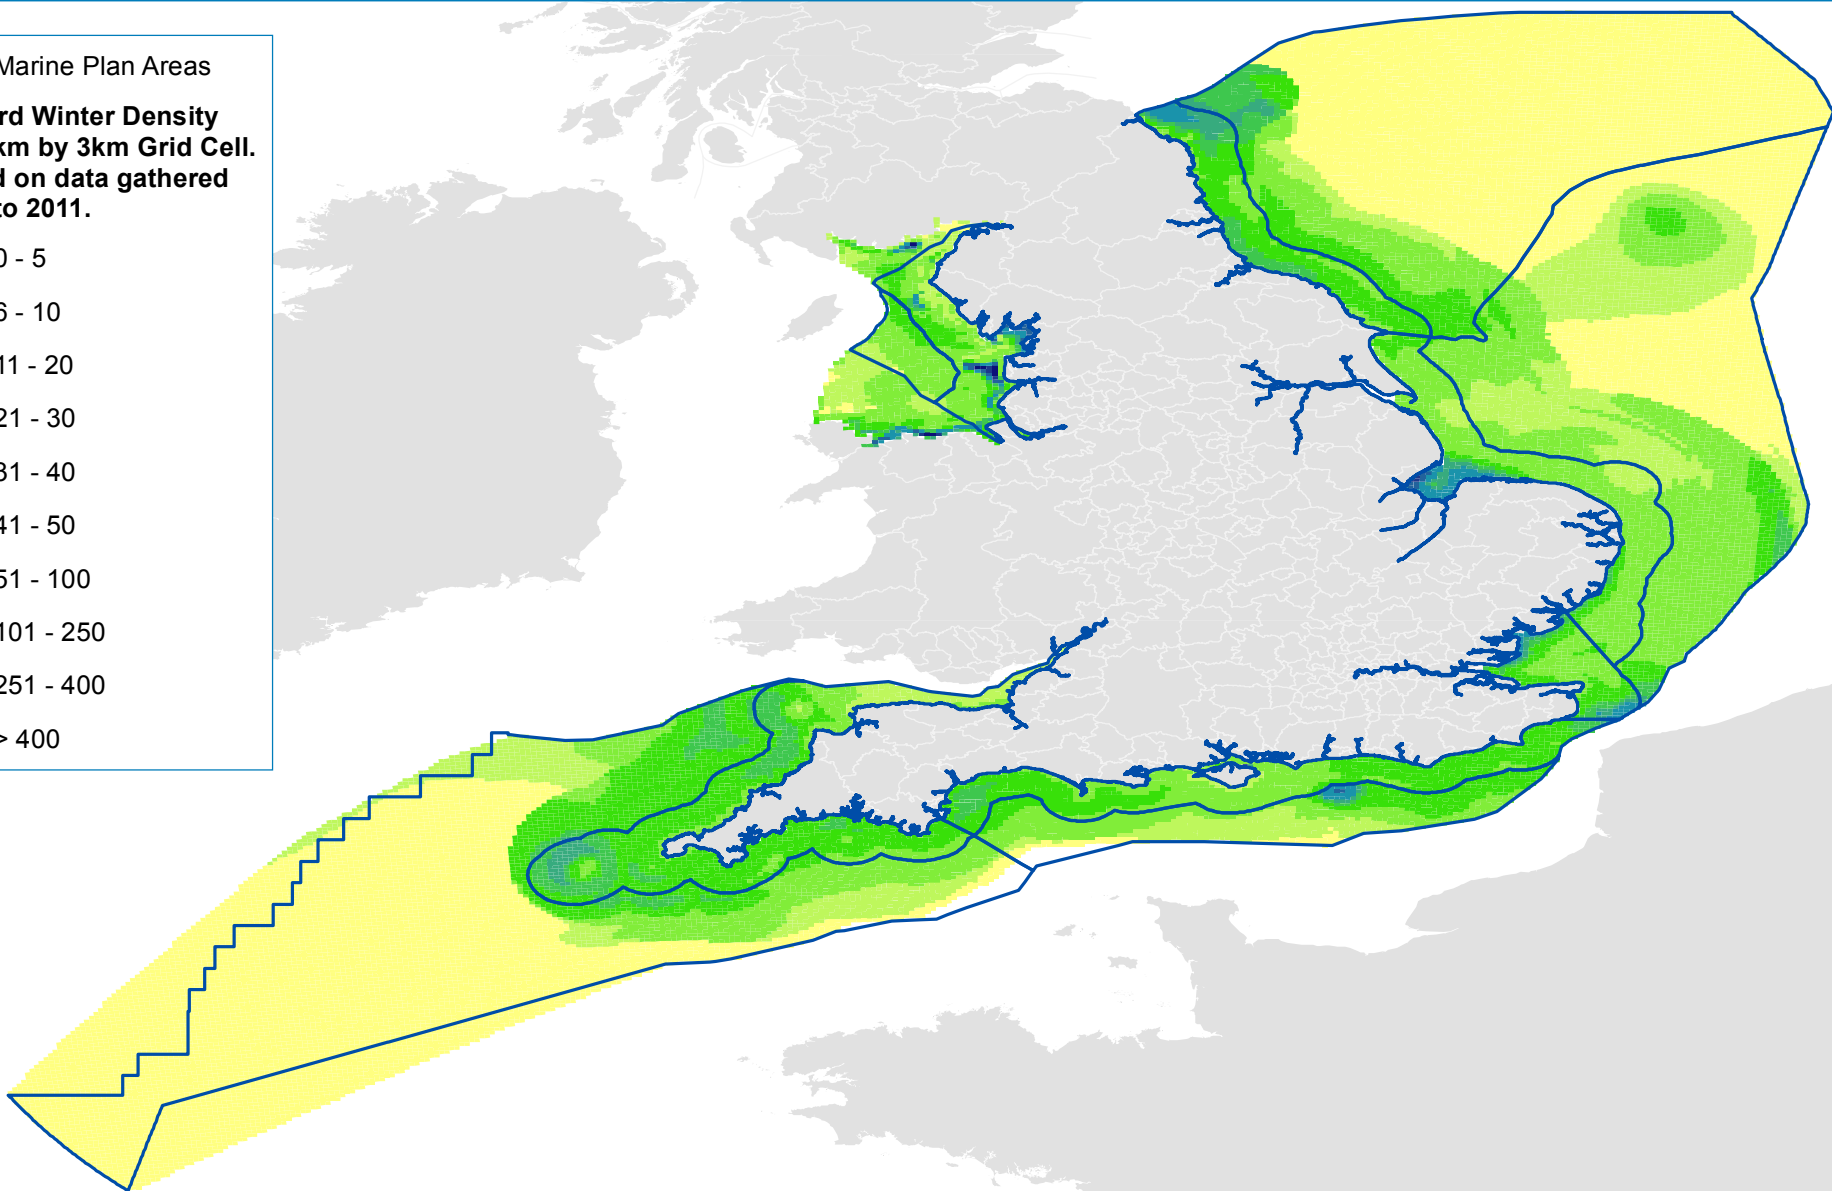 Marine Plan Areas
rd Winter Density
km by 3km Grid Cell.
d on data gathered
to 2011.
0 - 5
6 - 10
11 - 20
21 - 30
31 - 40
41 - 50
51 - 100
101 - 250
251 - 400
> 400